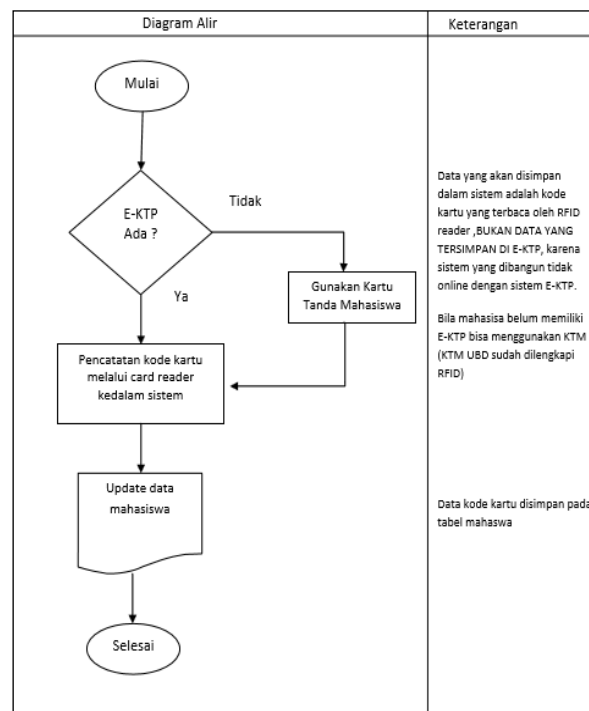 Diagram Alir
Keterangan
Mulai
E-KTP
Ada ?
Tidak
Ya
Gunakan Kartu
Tanda Mahasiswa
Pencatatan kode kartu
melalui card reader
kedalam sistem
Update data
mahasiswa
Selesai
Data yang akan disimpan
dalam sistem adalah kode
kartu yang terbaca oleh RFID
reader ,BUKAN DATA YANG
TERSIMPAN DI E-KTP, karena
sistem yang dibangun tidak
online dengan sistem E-KTP.
Bila mahasisa belum memiliki
E-KTP bisa menggunakan KTM
(KTM UBD sudah dilengkapi
RFID)
Data kode kartu disimpan pada
tabel mahaswa